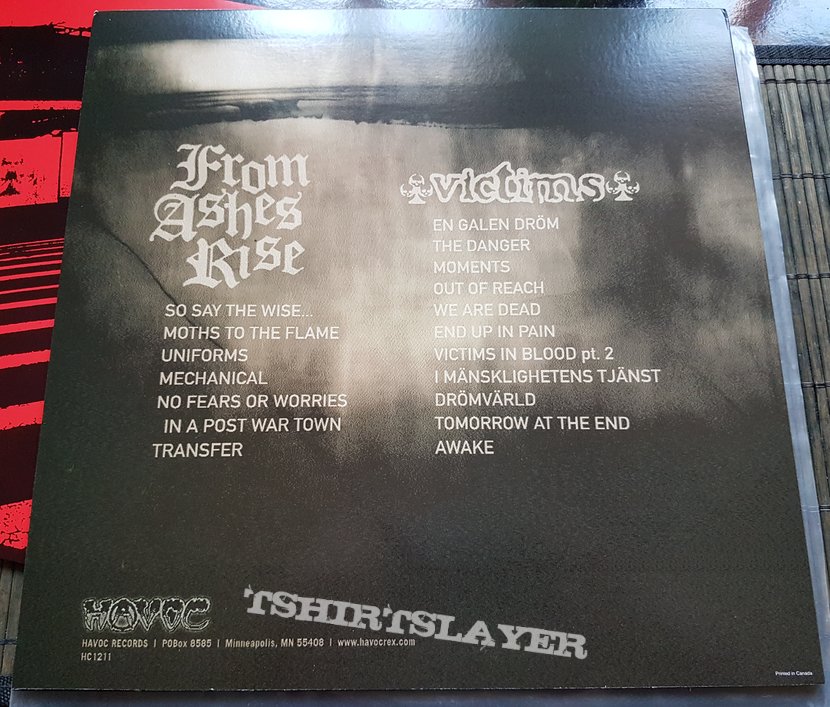 From
Ashes
Rise
SO SAY THE WISE...
MOTHS TO THE FLAME
UNIFORMS
MECHANICAL
NO FEARS OR WORRIES
IN A POST WAR TOWN
TRANSFER
victims
EN GALEN DRÖM
THE DANGER
MOMENTS
OUT OF REACH
WE ARE DEAD
END UP IN PAIN
VICTIMS IN BLOOD pt. 2
I MÄNSKLIGHETENS TJÄNST
DRÖMVÄRLD
TOMORROW AT THE END
AWAKE
HAVOC
HAVOC RECORDS | POBox 8585 | Minneapolis, MN 55408 | www.havocrex.com
HC1211
TSHIRTSLAYER
Printed in Canada